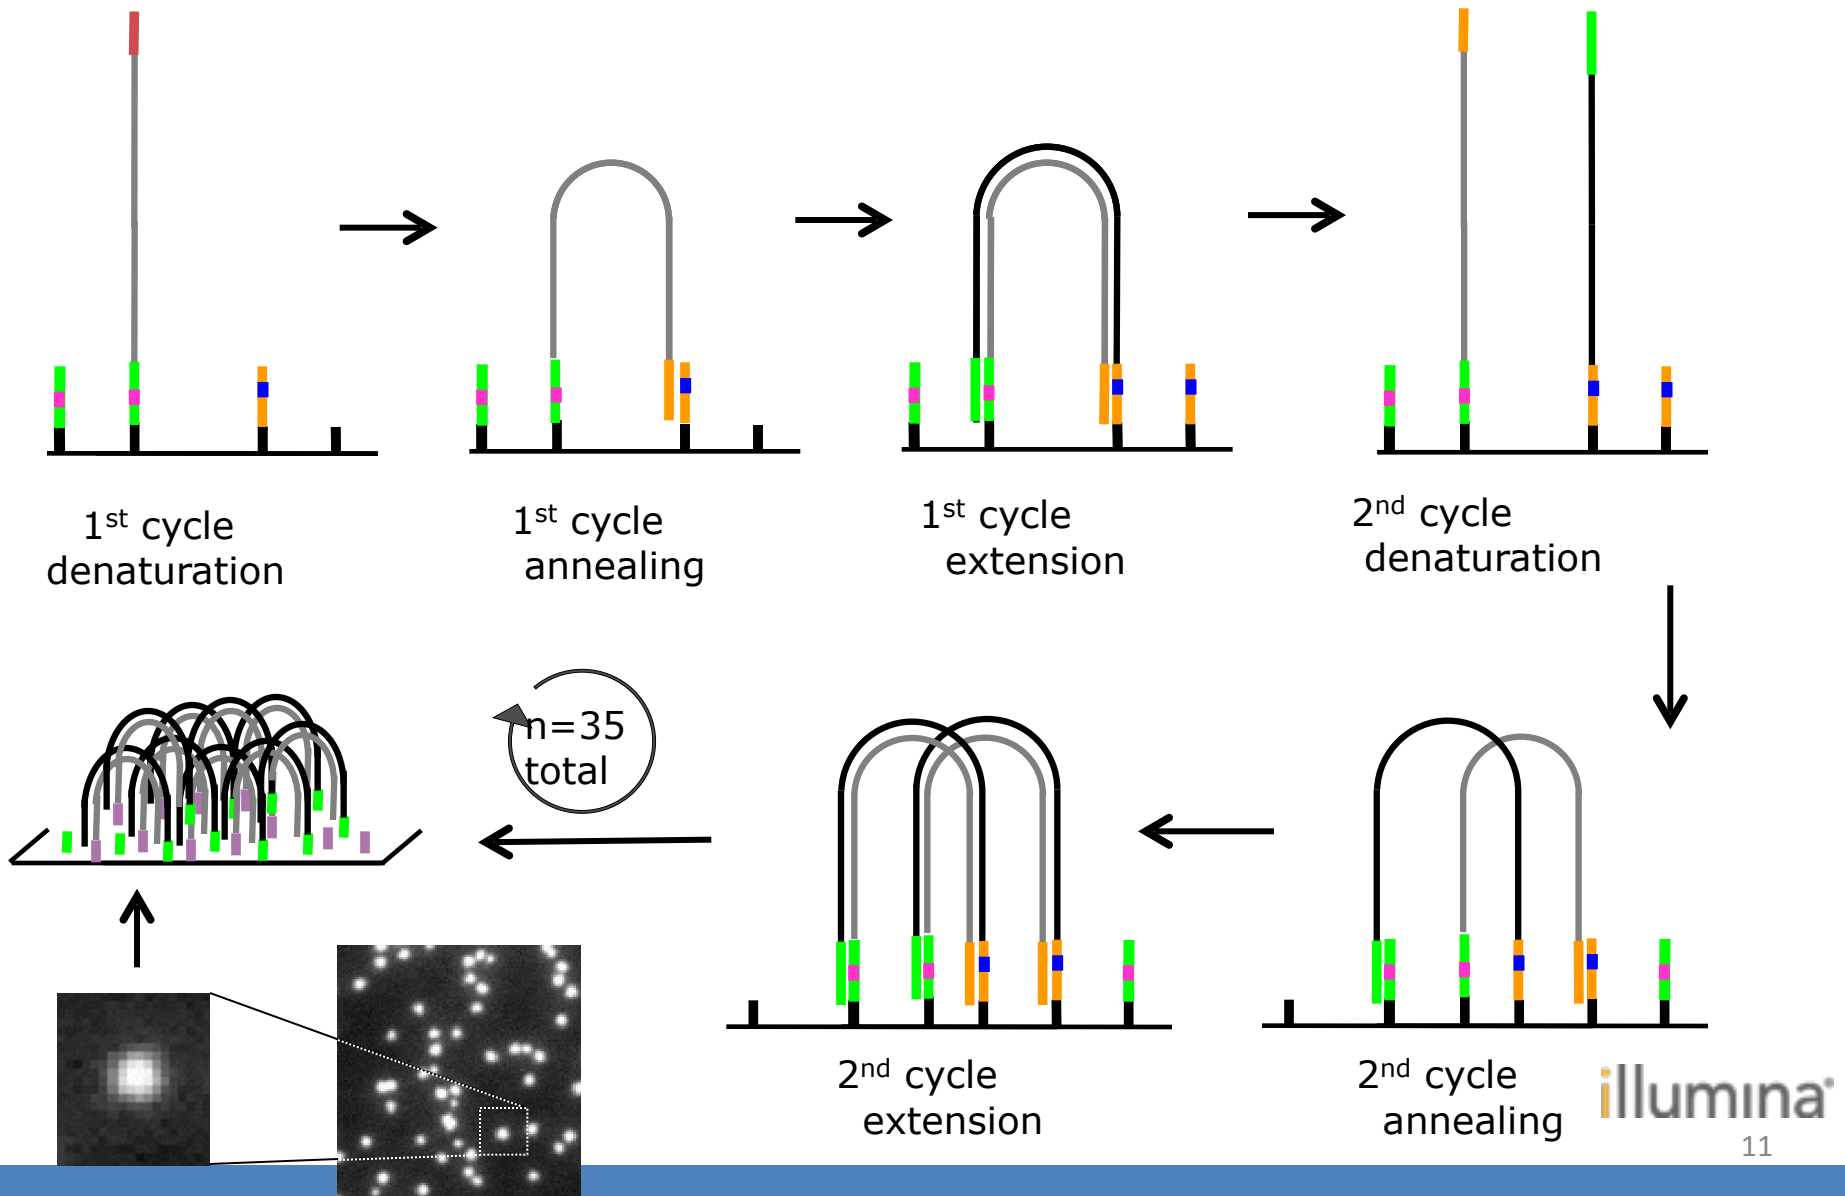 1st cycle
denaturation
1st cycle
annealing
1st cycle
extension
2nd cycle
denaturation
n=35
total
2nd cycle
extension
2nd cycle
annealing
illumina®
11